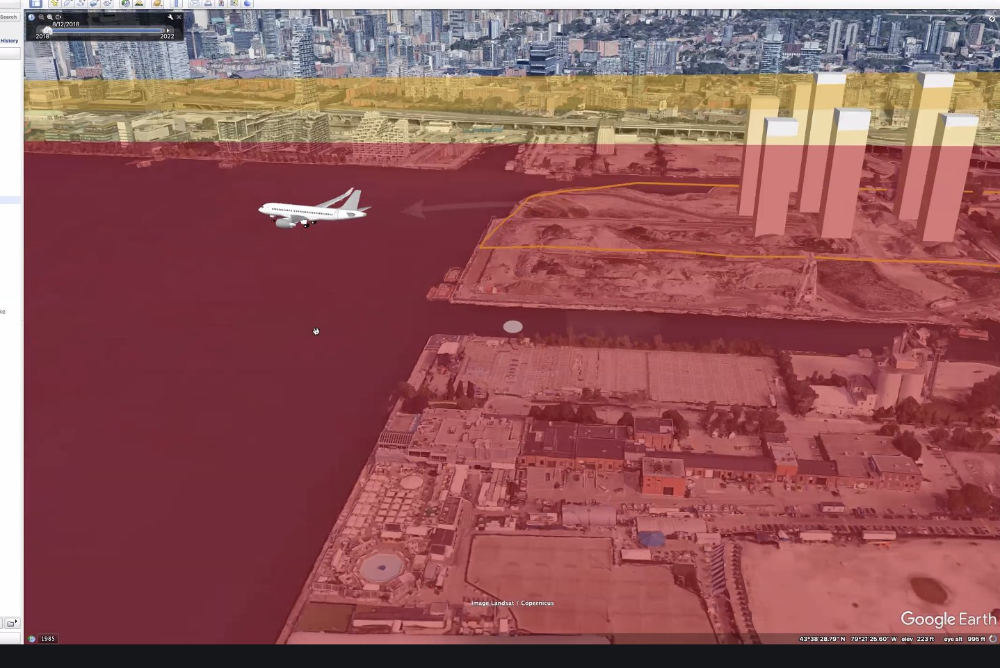 Search
8/12/2018
2018
2022
History
ke
Image Landsat / Copernicus
Google Earth
1985
43°38'28.79" N 79°21'25.60" W elev 223 ft eye alt 995 ft